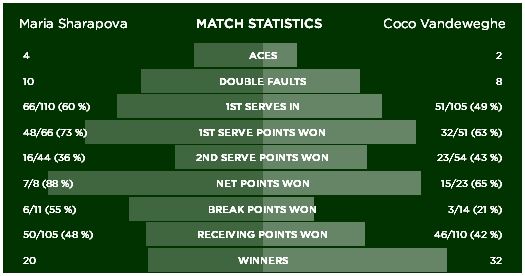 Maria Sharapova MATCH STATISTICS Coco Vandeweghe
4 ACES 2
10 DOUBLE FAULTS 8
66/110 (60 %) 1ST SERVES IN 51/105 (49 %)
48/66 (73 %) 1ST SERVE POINTS WON 32/51 (63 %)
16/44 (36 %) 2ND SERVE POINTS WON 23/54 (43 %)
7/8 (88 %) NET POINTS WON 15/23 (65 %)
6/11 (55 %) BREAK POINTS WON 3/14 (21 %)
50/105 (48 %) RECEIVING POINTS WON 46/110 (42 %)
20 WINNERS 32